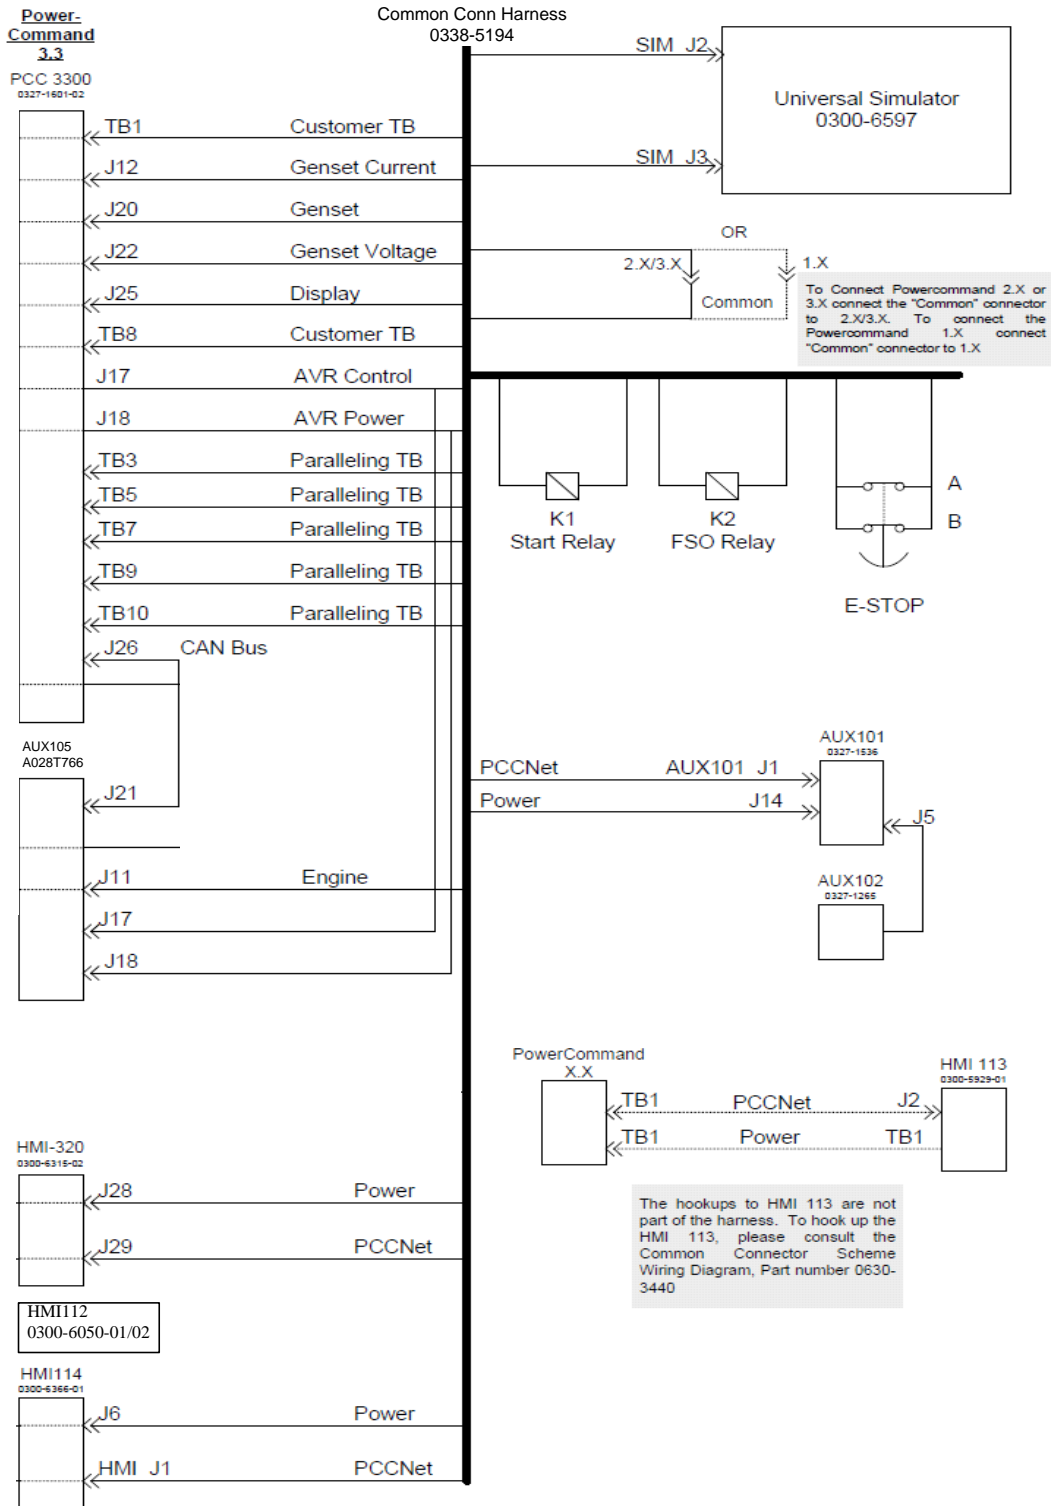 Power-
Command
3.3
PCC 3300
0327-1601-02
Common Conn Harness
0338-5194
TB1 Customer TB
J12 Genset Current
J20 Genset
J22 Genset Voltage
J25 Display
TB8 Customer TB
J17 AVR Control
J18 AVR Power
TB3 Paralleling TB
TB5 Paralleling TB
TB7 Paralleling TB
TB9 Paralleling TB
TB10 Paralleling TB
J26 CAN Bus
SIM J2
SIM J3
Universal Simulator
0300-6597
OR
2.X/3.X
1.X
Common
To Connect Powercommand 2.X or
3.X connect the "Common" connector
to 2.X/3.X. To connect the
Powercommand 1.X connect
"Common" connector to 1.X
K1
Start Relay
K2
FSO Relay
A
B
E-STOP
AUX105
A028T766
J21
J11 Engine
J17
J18
PCCNet AUX101 J1
Power J14
AUX101
0327-1536
J5
AUX102
0327-1265
PowerCommand
X.X
TB1 PCCNet J2
TB1 Power TB1
HMI 113
0300-5929-01
The hookups to HMI 113 are not
part of the harness. To hook up the
HMI 113, please consult the
Common Connector Scheme
Wiring Diagram, Part number 0630-
3440
HMI-320
0300-6315-02
J28 Power
J29 PCCNet
HMI112
0300-6050-01/02
HMI114
0300-6366-01
J6 Power
HMI J1 PCCNet